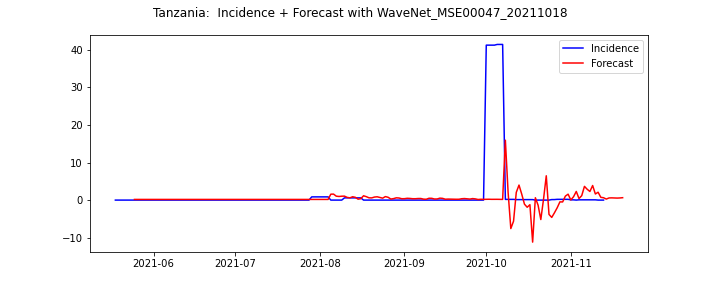 Tanzania:  Incidence + Forecast with WaveNet_MSE00047_20211018
Incidence
Forecast
40
30
20
10
0
−10
2021-06 2021-07 2021-08 2021-09 2021-10 2021-11